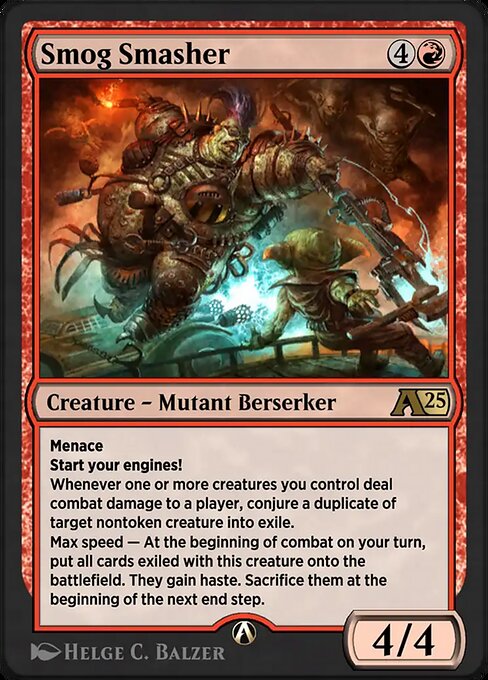 Smog Smasher 4
Creature – Mutant Berserker A25
Menace
Start your engines!
Whenever one or more creatures you control deal
combat damage to a player, conjure a duplicate of
target nontoken creature into exile.
Max speed — At the beginning of combat on your turn,
put all cards exiled with this creature onto the
battlefield. They gain haste. Sacrifice them at the
beginning of the next end step.
4/4
Helge C. Balzer